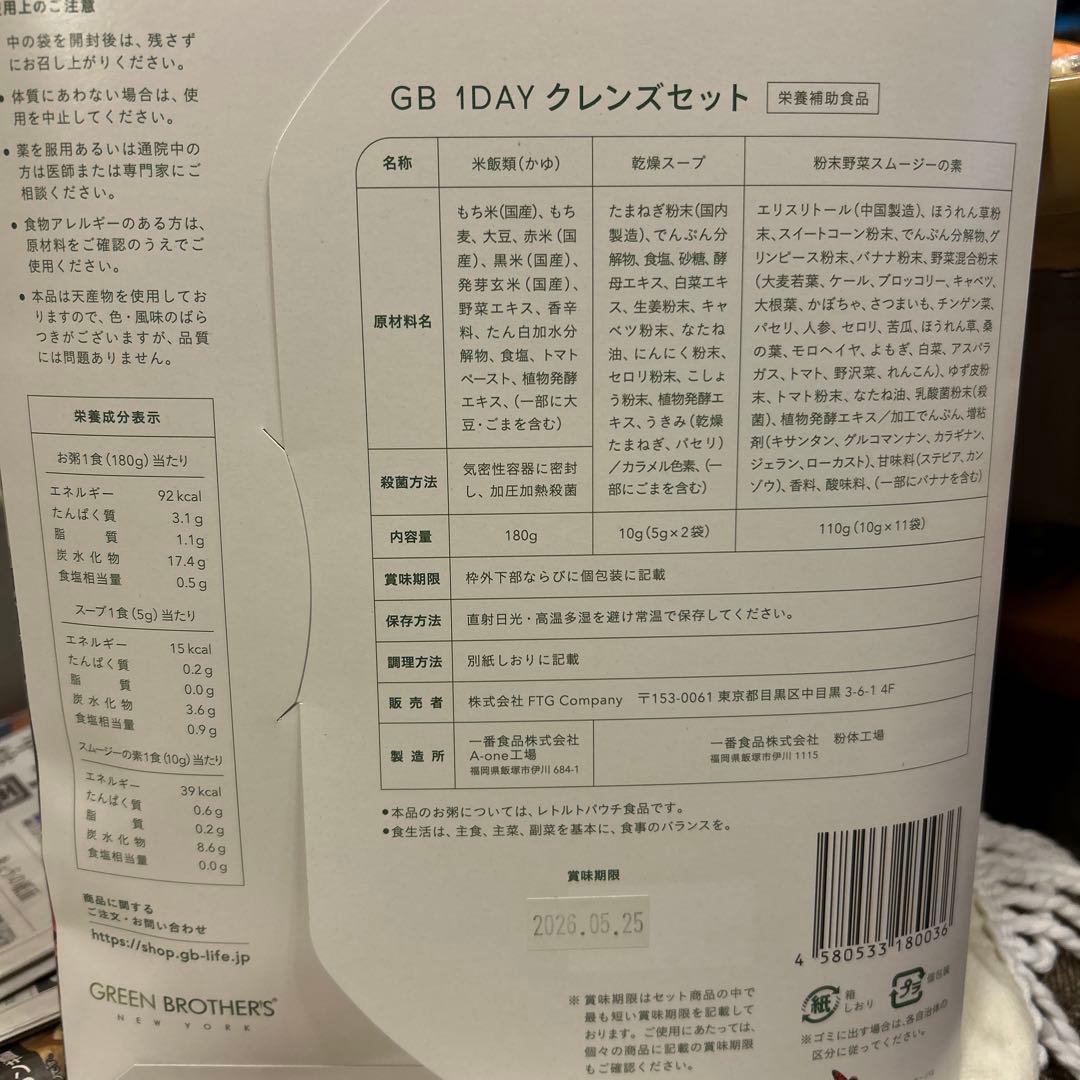 用上のご注意
中の袋を開封後は、残さず
にお召し上がりください。
● 体質にあわない場合は、使
用を中止してください。
● 薬を服用あるいは通院中の
方は医師または専門家にご
相談ください。
● 食物アレルギーのある方は、
原材料をご確認のうえでご
使用ください。
● 本品は天産物を使用してお
りますので、色・風味のばら
つきがございますが、品質
には問題ありません。
栄養成分表示
お粥1食(180g)当たり
エネルギー 92kcal
たんぱく質 3.1g
脂質 1.1g
炭水化物 17.4g
食塩相当量 0.5g
スープ1食(5g)当たり
エネルギー 15kcal
たんぱく質 0.2g
脂質 0.0g
炭水化物 3.6g
食塩相当量 0.9g
スムージーの素1食(10g)当たり
エネルギー 39kcal
たんぱく質 0.6g
脂質 0.2g
炭水化物 8.6g
食塩相当量 0.0g
商品に関する
ご注文・お問い合わせ
https://shop.gb-life.jp
GREEN BROTHER'S®
NEW YORK
GB 1DAY クレンズセット 栄養補助食品
名称 米飯類(かゆ) 乾燥スープ 粉末野菜スムージーの素
原材料名
もち米(国産)、もち
麦、大豆、赤米(国
産)、黒米(国産)、
発芽玄米(国産)、
野菜エキス、香辛
料、たん白加水分
解物、食塩、トマト
ペースト、植物発酵
エキス、(一部に大
豆・ごまを含む)
たまねぎ粉末(国内
製造)、でんぷん分
解物、食塩、砂糖、酵
母エキス、白菜エキ
ス、生姜粉末、キャ
ベツ粉末、なたね
油、にんにく粉末、
セロリ粉末、こしょ
う粉末、植物発酵エ
キス、うきみ(乾燥
たまねぎ、パセリ)
/カラメル色素、(一
部にごまを含む)
エリスリトール(中国製造)、ほうれん草粉
末、スイートコーン粉末、でんぷん分解物、グ
リンピース粉末、バナナ粉末、野菜混合粉末
(大麦若葉、ケール、ブロッコリー、キャベツ、
大根葉、かぼちゃ、さつまいも、チンゲン菜、
パセリ、人参、セロリ、苦瓜、ほうれん草、桑
の葉、モロヘイヤ、よもぎ、白菜、アスパラ
ガス、トマト、野沢菜、れんこん)、ゆず皮粉
末、トマト粉末、なたね油、乳酸菌粉末(殺
菌)、植物発酵エキス/加工でんぷん、増粘
剤(キサンタン、グルコマンナン、カラギナン、
ジェラン、ローカスト)、甘味料(ステビア、カン
ゾウ)、香料、酸味料、(一部にバナナを含む)
殺菌方法
気密性容器に密封
し、加圧加熱殺菌
内容量 180g 10g(5g×2袋) 110g(10g×11袋)
賞味期限 枠外下部ならびに個包装に記載
保存方法 直射日光・高温多湿を避け常温で保存してください。
調理方法 別紙しおりに記載
販売者 株式会社 FTG Company 〒153-0061 東京都目黒区中目黒 3-6-1 4F
製造所
一番食品株式会社
A-one工場
福岡県飯塚市伊川 684-1
一番食品株式会社 粉体工場
福岡県飯塚市伊川 1115
●本品のお粥については、レトルトパウチ食品です。
●食生活は、主食、主菜、副菜を基本に、食事のバランスを。
賞味期限
2026.05.25
※賞味期限はセット商品の中で
最も短い賞味期限を記載して
おります。ご使用にあたっては、
個々の商品に記載の賞味期限
もご確認ください。
4 580533 180036
紙 箱
しおり
プラ 個包装
※ゴミに出す場合は、各自治体の
区分に従ってください。